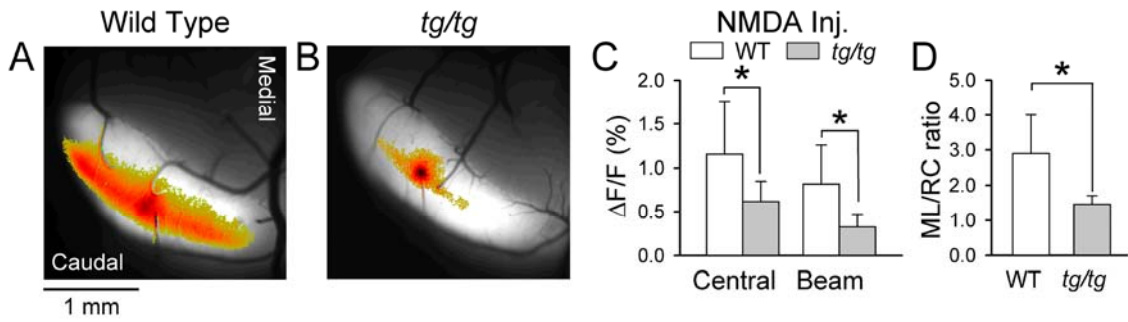 Wild Type
tg/tg
NMDA Inj.
A
B
C
WT
tg/tg
D
Medial
Caudal
1 mm
ΔF/F (%)
2.0
1.5
1.0
0.5
0.0
*
*
Central
Beam
ML/RC ratio
5.0
4.0
3.0
2.0
1.0
0.0
*
WT
tg/tg